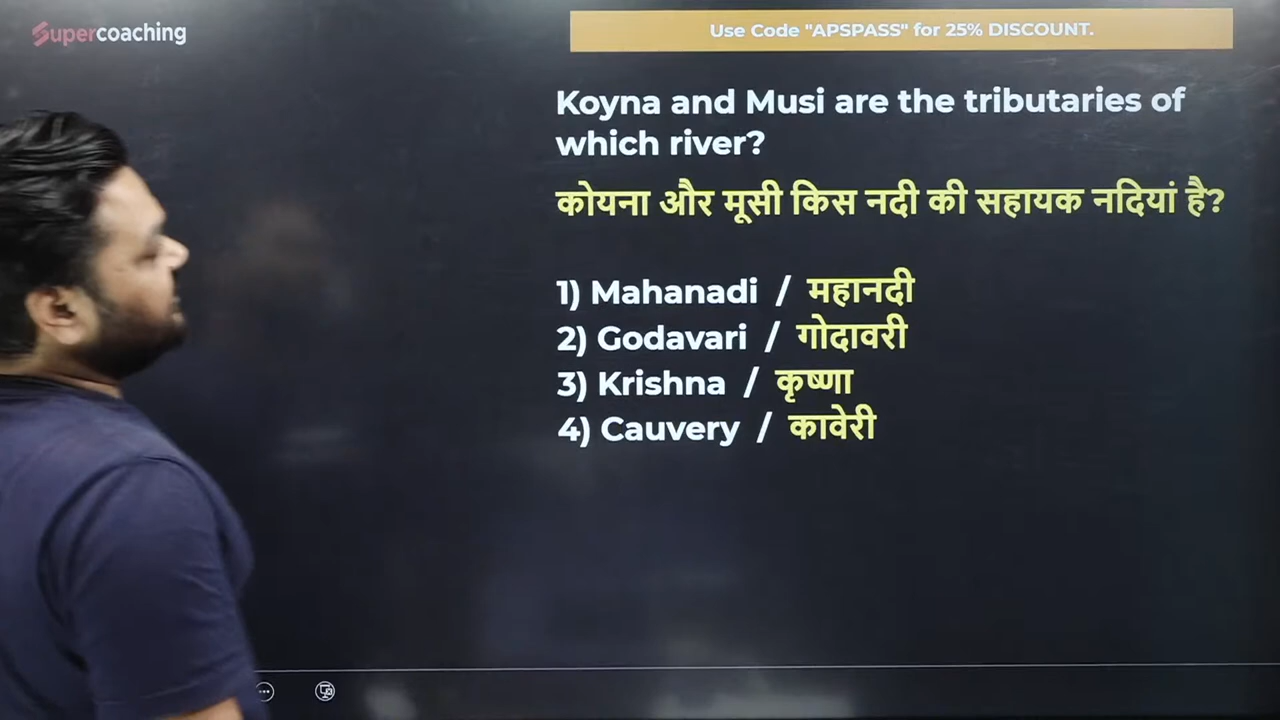 Supercoaching
Use Code "APSPASS" for 25% DISCOUNT.
Koyna and Musi are the tributaries of
which river?
कोयना और मूसी किस नदी की सहायक नदियां है?
1) Mahanadi / महानदी
2) Godavari / गोदावरी
3) Krishna / कृष्णा
4) Cauvery / कावेरी